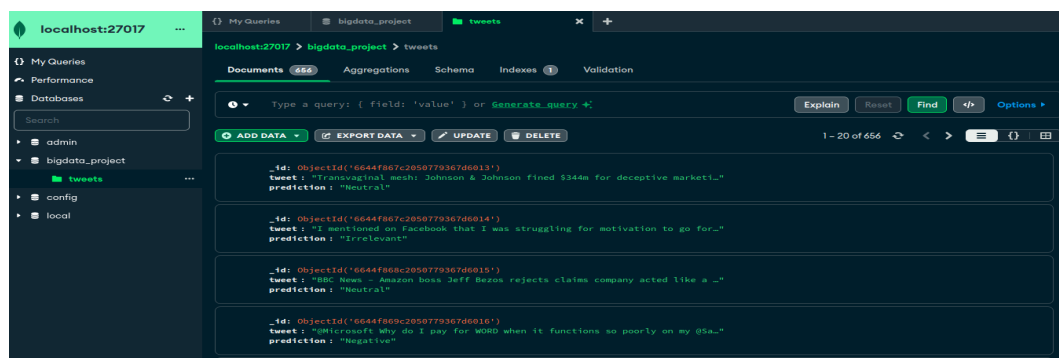 localhost:27017 ...
{} My Queries
Performance
Databases
Search
admin
bigdata_project
tweets ...
config
local
{} My Queries bigdata_project tweets
localhost:27017 > bigdata_project > tweets
Documents 656 Aggregations Schema Indexes 1 Validation
Type a query: { field: 'value' } or Generate query
Explain Reset Find </> Options
ADD DATA EXPORT DATA UPDATE DELETE
1 – 20 of 656 {}
_id: ObjectId('6644f867c2050779367d6013')
tweet : "Transvaginal mesh: Johnson & Johnson fined $344m for deceptive marketi…"
prediction : "Neutral"
_id: ObjectId('6644f867c2050779367d6014')
tweet : "I mentioned on Facebook that I was struggling for motivation to go for…"
prediction : "Irrelevant"
_id: ObjectId('6644f868c2050779367d6015')
tweet : "BBC News - Amazon boss Jeff Bezos rejects claims company acted like a …"
prediction : "Neutral"
_id: ObjectId('6644f869c2050779367d6016')
tweet : "@Microsoft Why do I pay for WORD when it functions so poorly on my @Sa…"
prediction : "Negative"